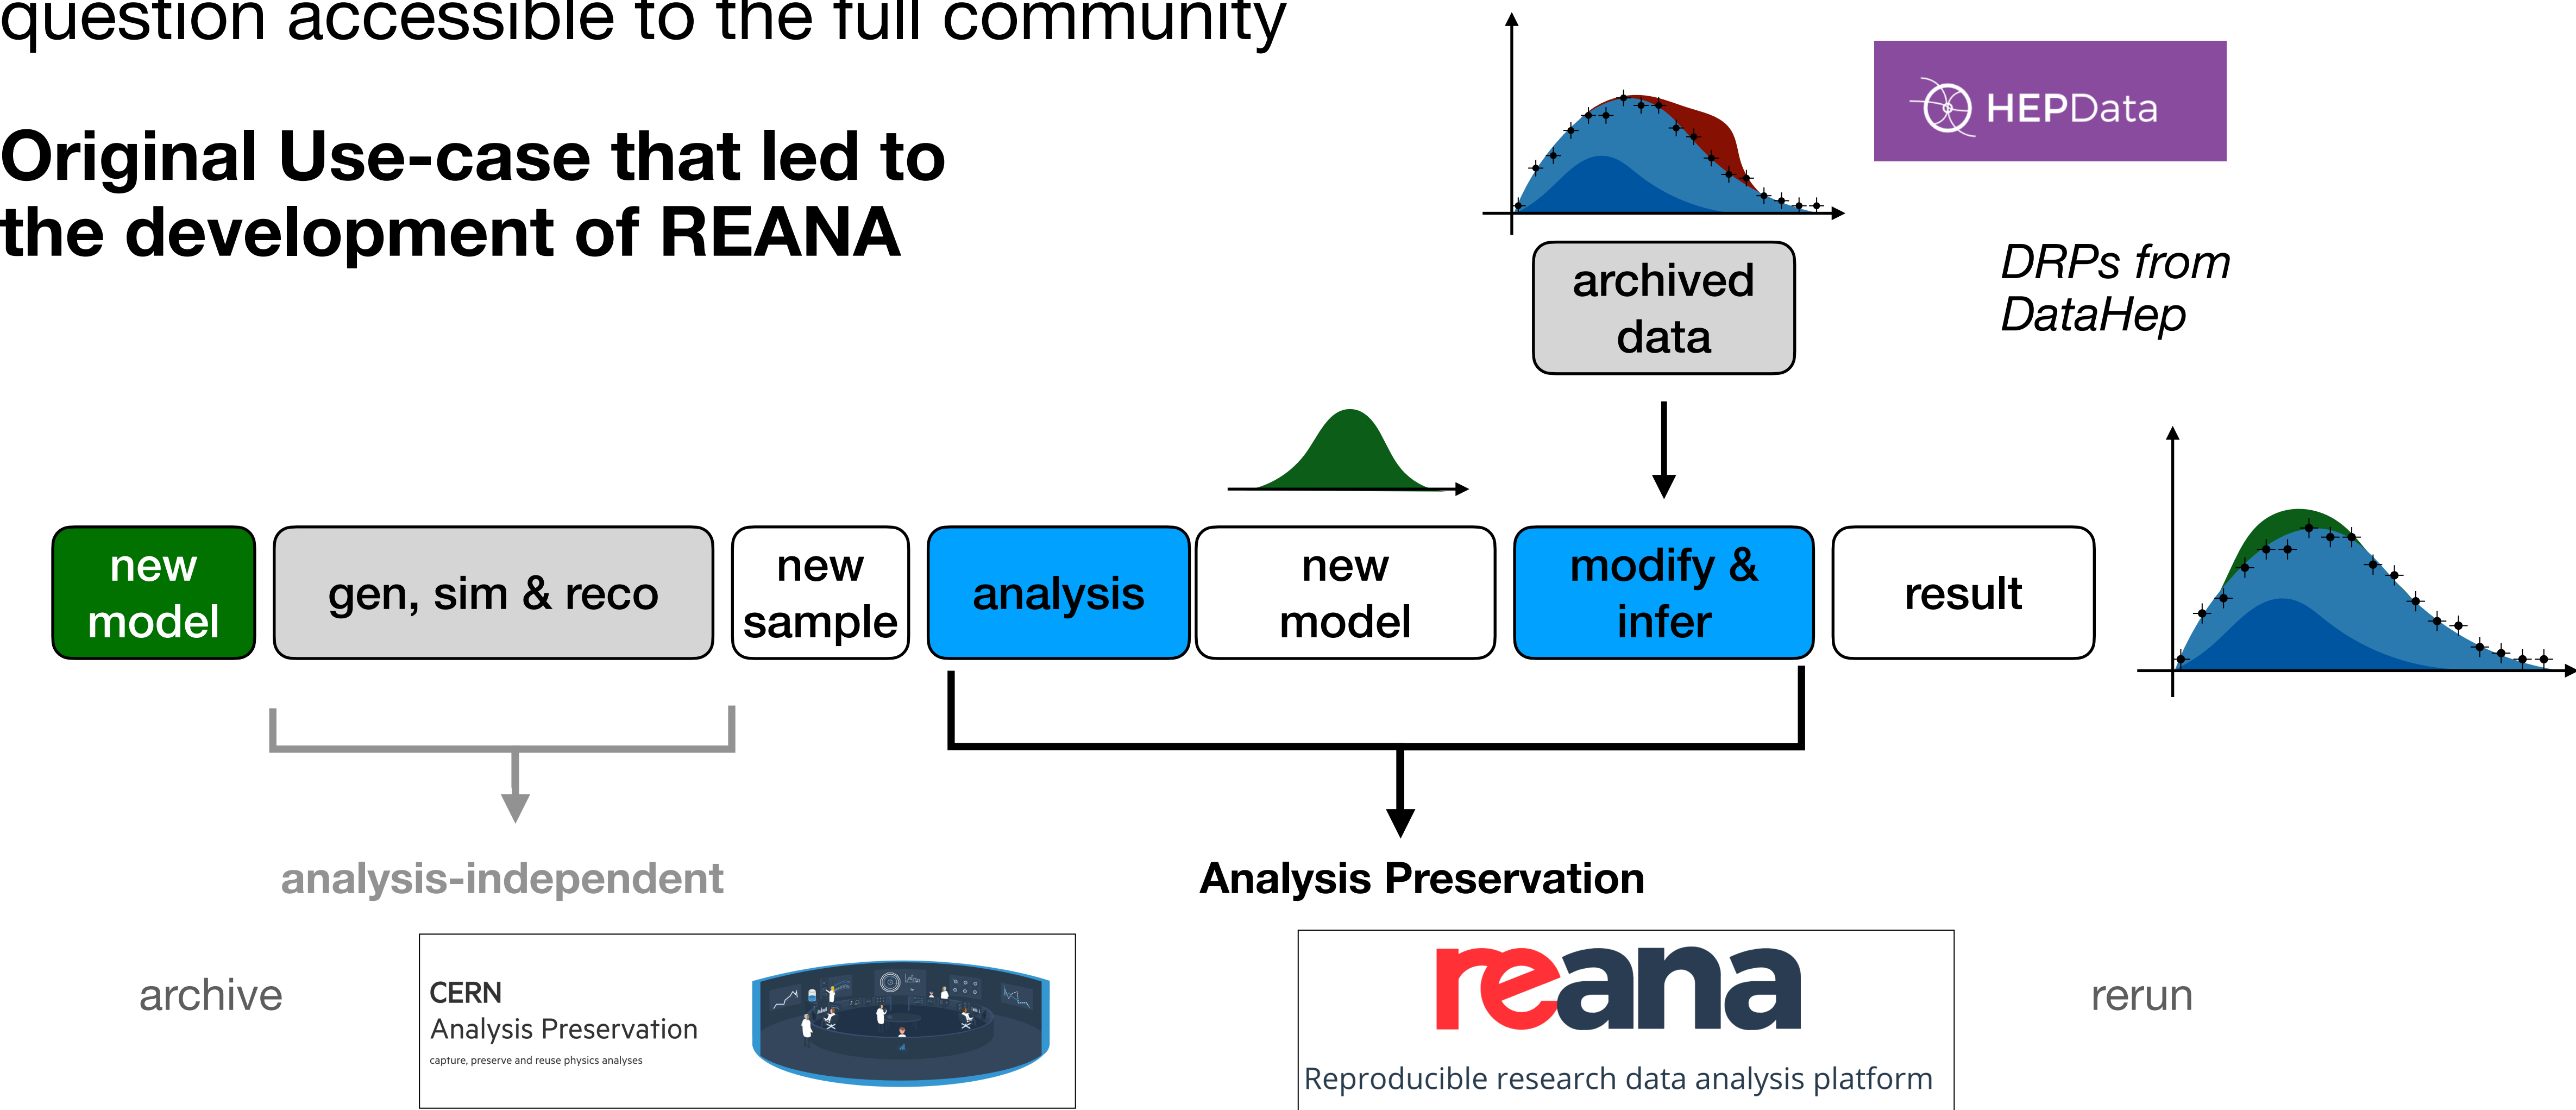 question accessible to the full community
Original Use-case that led to
the development of REANA
HEPData
archived
data
DRPs from
DataHep
new
model
gen, sim & reco
new
sample
analysis
new
model
modify &
infer
result
analysis-independent
Analysis Preservation
archive
CERN
Analysis Preservation
capture, preserve and reuse physics analyses
reana
Reproducible research data analysis platform
rerun